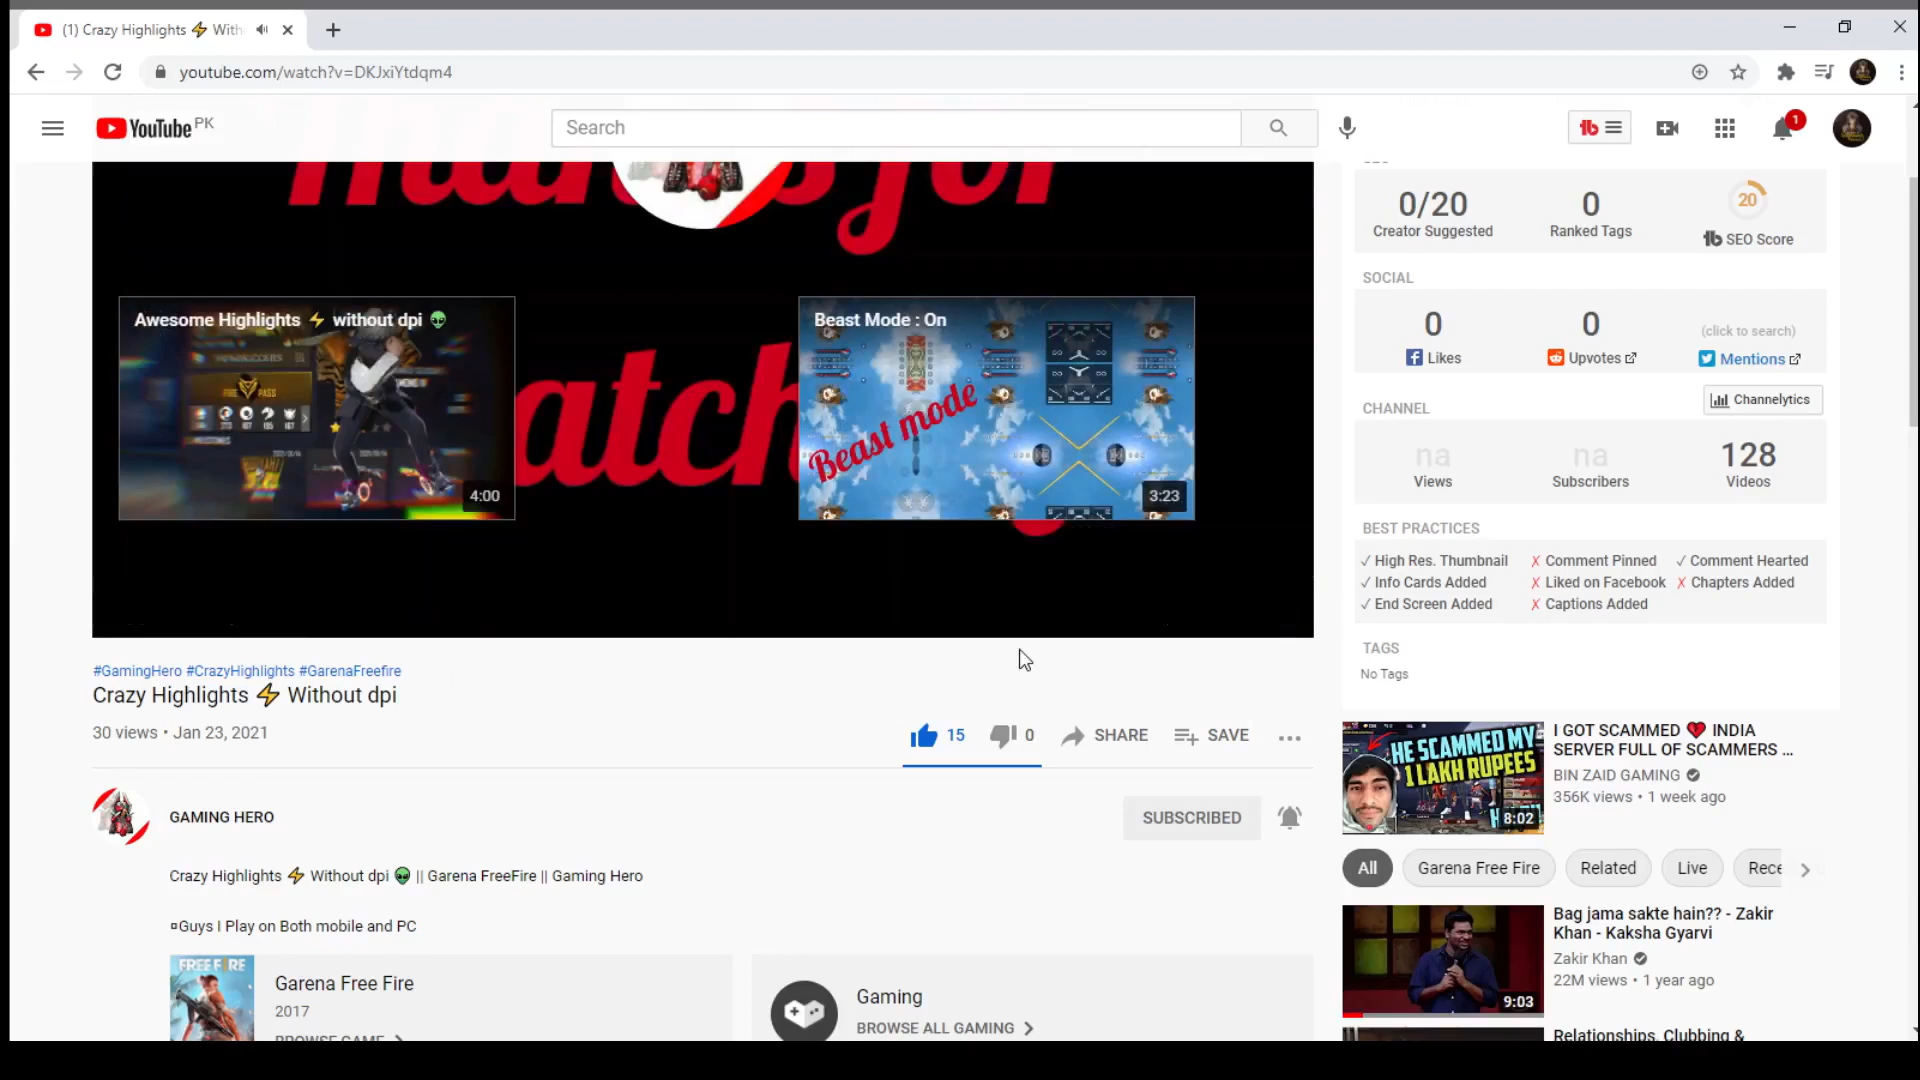 (1) Crazy Highlights ⚡ With
youtube.com/watch?v=DKJxiYtdqm4
YouTube PK
Search
1
atch
Awesome Highlights ⚡ without dpi 👽
4:00
Beast Mode : On
Beast mode
3:23
#GamingHero #CrazyHighlights #GarenaFreefire
Crazy Highlights ⚡ Without dpi
30 views • Jan 23, 2021
15
0
SHARE
SAVE
GAMING HERO
SUBSCRIBED
Crazy Highlights ⚡ Without dpi 👽 || Garena FreeFire || Gaming Hero
¤Guys I Play on Both mobile and PC
FREE FIRE
Garena Free Fire
2017
BROWSE GAME
Gaming
BROWSE ALL GAMING
0/20
Creator Suggested
0
Ranked Tags
20
SEO Score
SOCIAL
0
Likes
0
Upvotes
(click to search)
Mentions
CHANNEL
Channelytics
na
Views
na
Subscribers
128
Videos
BEST PRACTICES
✓ High Res. Thumbnail ✗ Comment Pinned ✓ Comment Hearted
✓ Info Cards Added ✗ Liked on Facebook ✗ Chapters Added
✓ End Screen Added ✗ Captions Added
TAGS
No Tags
HE SCAMMED MY
1 LAKH RUPEES
8:02
I GOT SCAMMED 💔 INDIA
SERVER FULL OF SCAMMERS ...
BIN ZAID GAMING
356K views • 1 week ago
All
Garena Free Fire
Related
Live
Rece
9:03
Bag jama sakte hain?? - Zakir
Khan - Kaksha Gyarvi
Zakir Khan
22M views • 1 year ago
Relationships, Clubbing &